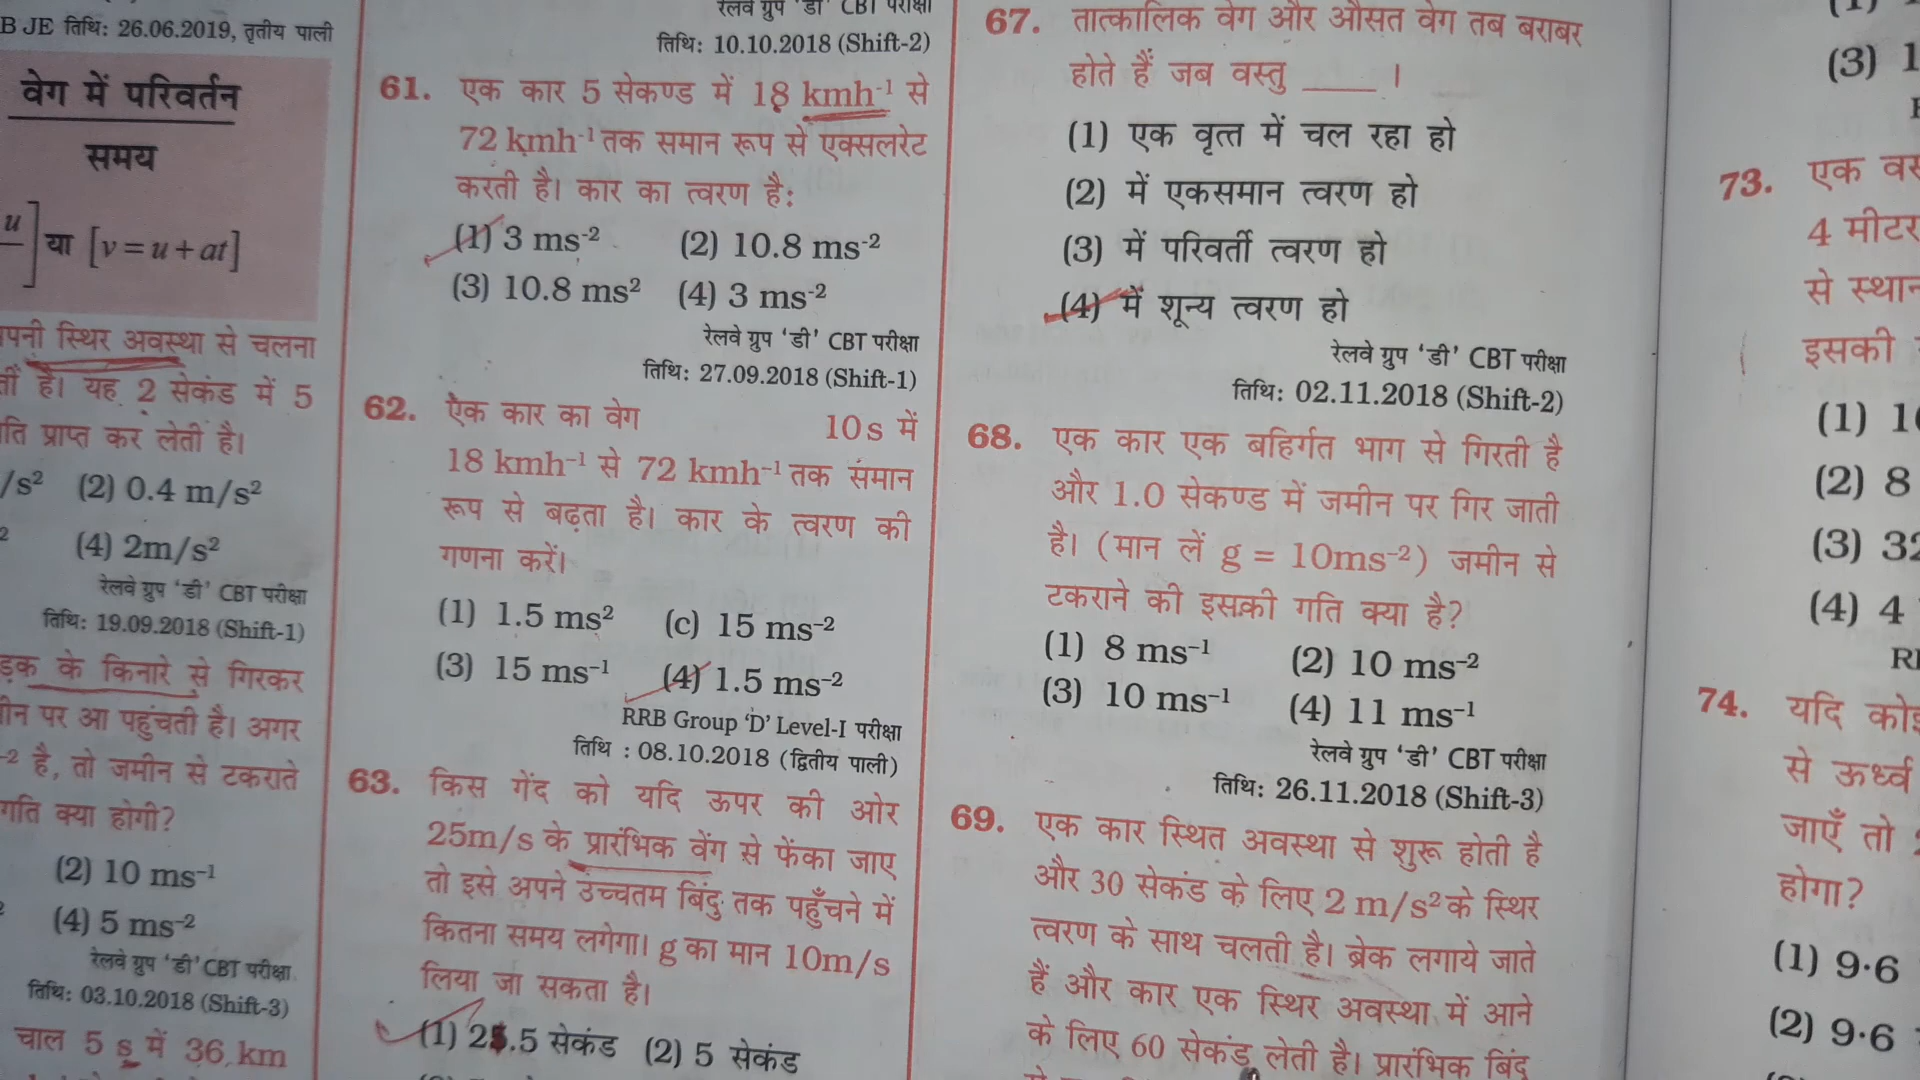 B JE तिथि: 26.06.2019, तृतीय पाली
वेग में परिवर्तन
समय
u
या [v = u + at]
पनी स्थिर अवस्था से चलना
है। यह 2 सेकंड में 5
ति प्राप्त कर लेती है।
/s² (2) 0.4 m/s²
2 (4) 2m/s²
रेलवे ग्रुप 'डी' CBT परीक्षा
तिथि: 19.09.2018 (Shift-1)
ड़क के किनारे से गिरकर
पर आ पहुंचती है। अगर
-2 है, तो जमीन से टकराते
गति क्या होगी?
(2) 10 ms⁻¹
(4) 5 ms⁻²
रेलवे ग्रुप 'डी' CBT परीक्षा
तिथि: 03.10.2018 (Shift-3)
चाल 5 s में 36 km
रेलवे ग्रुप 'डी' CBT परीक्षा
तिथि: 10.10.2018 (Shift-2)
61. एक कार 5 सेकण्ड में 18 kmh⁻¹ से
72 kmh⁻¹ तक समान रूप से एक्सलरेट
करती है। कार का त्वरण है:
(1) 3 ms⁻² (2) 10.8 ms⁻²
(3) 10.8 ms² (4) 3 ms⁻²
रेलवे ग्रुप 'डी' CBT परीक्षा
तिथि: 27.09.2018 (Shift-1)
62. एक कार का वेग 10 s में
18 kmh⁻¹ से 72 kmh⁻¹ तक समान
रूप से बढ़ता है। कार के त्वरण की
गणना करें।
(1) 1.5 ms² (c) 15 ms⁻²
(3) 15 ms⁻¹ (4) 1.5 ms⁻²
RRB Group 'D' Level-I परीक्षा
तिथि : 08.10.2018 (द्वितीय पाली)
63. किस गेंद को यदि ऊपर की ओर
25m/s के प्रारंभिक वेंग से फेंका जाए
तो इसे अपने उच्चतम बिंदु तक पहुँचने में
कितना समय लगेगा। g का मान 10m/s
लिया जा सकता है।
(1) 2.5 सेकंड (2) 5 सेकंड
67. तात्कालिक वेग और औसत वेग तब बराबर
होते हैं जब वस्तु ____ ।
(1) एक वृत्त में चल रहा हो
(2) में एकसमान त्वरण हो
(3) में परिवर्ती त्वरण हो
(4) में शून्य त्वरण हो
रेलवे ग्रुप 'डी' CBT परीक्षा
तिथि: 02.11.2018 (Shift-2)
68. एक कार एक बहिर्गत भाग से गिरती है
और 1.0 सेकण्ड में जमीन पर गिर जाती
है। (मान लें g = 10ms⁻²) जमीन से
टकराने की इसकी गति क्या है?
(1) 8 ms⁻¹ (2) 10 ms⁻²
(3) 10 ms⁻¹ (4) 11 ms⁻¹
रेलवे ग्रुप 'डी' CBT परीक्षा
तिथि: 26.11.2018 (Shift-3)
69. एक कार स्थित अवस्था से शुरू होती है
और 30 सेकंड के लिए 2 m/s² के स्थिर
त्वरण के साथ चलती है। ब्रेक लगाये जाते
हैं और कार एक स्थिर अवस्था में आने
के लिए 60 सेकंड लेती है। प्रारंभिक बिंदु
(3) 1
73. एक वस्
4 मीटर
से स्थान
इसकी
(1) 1
(2) 8
(3) 32
(4) 4
74. यदि कोई
से ऊर्ध्व
जाएँ तो
होगा?
(1) 9·6
(2) 9·6